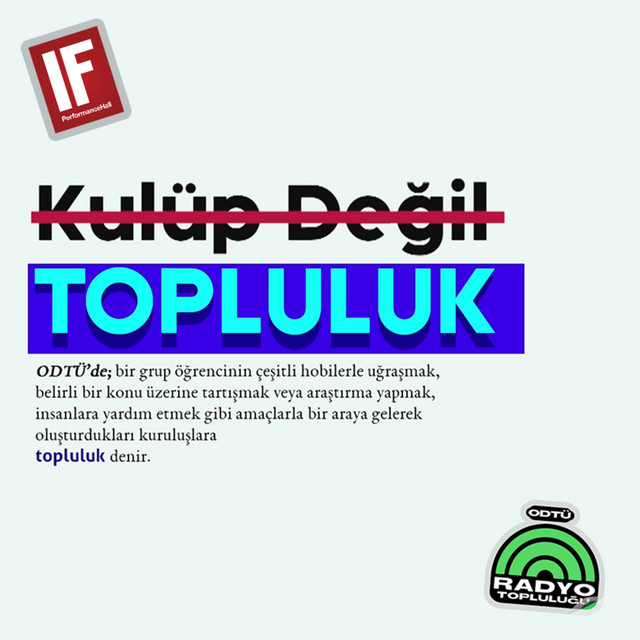 IF
PerformanceHall
Kulüp Değil
TOPLULUK
ODTÜ'de; bir grup öğrencinin çeşitli hobilerle uğraşmak,
belirli bir konu üzerine tartışmak veya araştırma yapmak,
insanlara yardım etmek gibi amaçlarla bir araya gelerek
oluşturdukları kuruluşlara
topluluk denir.
ODTÜ
RADYO
TOPLULUĞU